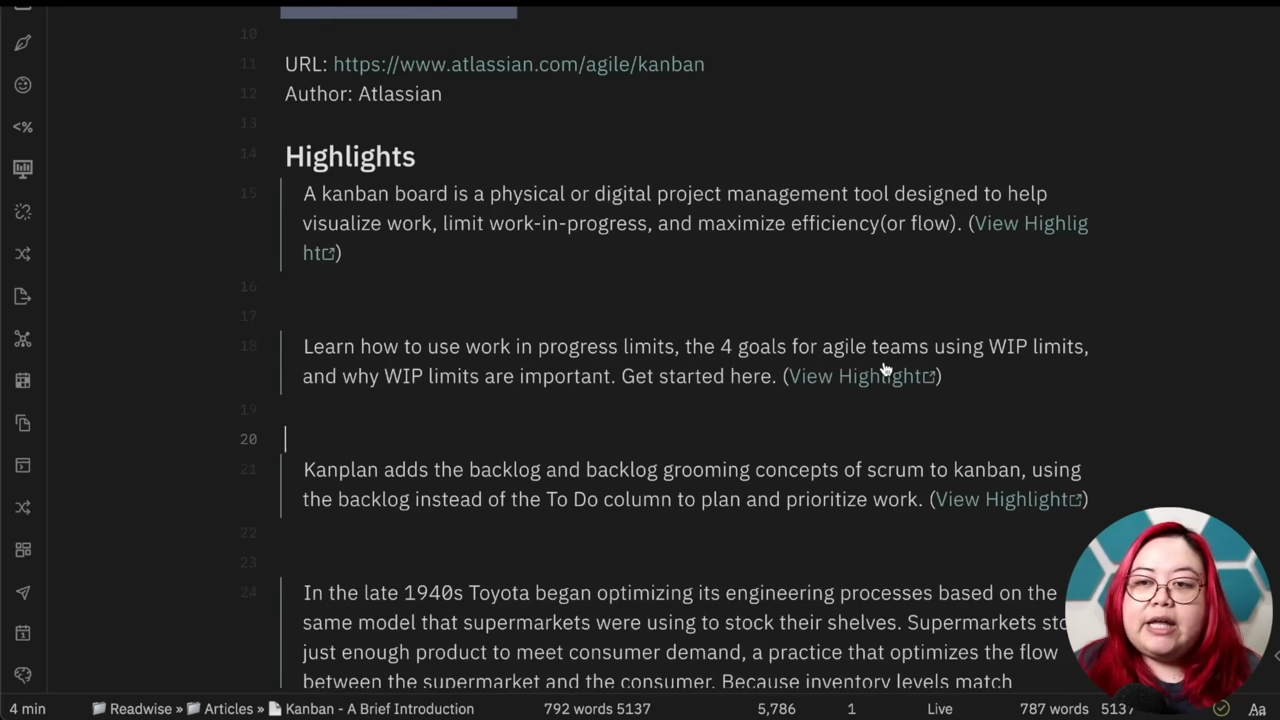 10
11 URL: https://www.atlassian.com/agile/kanban
12 Author: Atlassian
13
14 Highlights
15 A kanban board is a physical or digital project management tool designed to help
visualize work, limit work-in-progress, and maximize efficiency(or flow). (View Highlig
ht)
16
17
18 Learn how to use work in progress limits, the 4 goals for agile teams using WIP limits,
and why WIP limits are important. Get started here. (View Highlight)
19
20
21 Kanplan adds the backlog and backlog grooming concepts of scrum to kanban, using
the backlog instead of the To Do column to plan and prioritize work. (View Highlight)
22
23
24 In the late 1940s Toyota began optimizing its engineering processes based on the
same model that supermarkets were using to stock their shelves. Supermarkets
just enough product to meet consumer demand, a practice that optimizes the flow
between the supermarket and the consumer. Because inventory levels match
4 min Readwise » Articles » Kanban - A Brief Introduction 792 words 5137 5,786 1 Live 787 words 5137 Aa